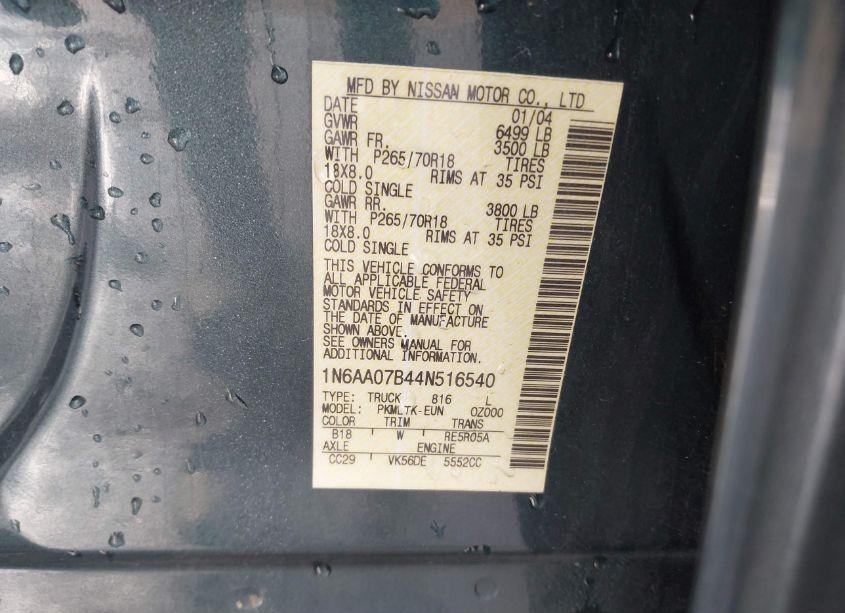 MFD BY NISSAN MOTOR CO., LTD
DATE 01/04
GVWR 6499 LB
GAWR FR. 3500 LB
WITH P265/70R18 TIRES
18X8.0 RIMS AT 35 PSI
COLD SINGLE
GAWR RR. 3800 LB
WITH P265/70R18 TIRES
18X8.0 RIMS AT 35 PSI
COLD SINGLE
THIS VEHICLE CONFORMS TO
ALL APPLICABLE FEDERAL
MOTOR VEHICLE SAFETY
STANDARDS IN EFFECT ON
THE DATE OF MANUFACTURE
SHOWN ABOVE.
SEE OWNERS MANUAL FOR
ADDITIONAL INFORMATION.
1N6AA07B44N516540
TYPE: TRUCK 816 L
MODEL: PKMLTK-EUN 0Z000
COLOR TRIM TRANS
B18 W RE5R05A
AXLE ENGINE
CC29 VK56DE 5552CC